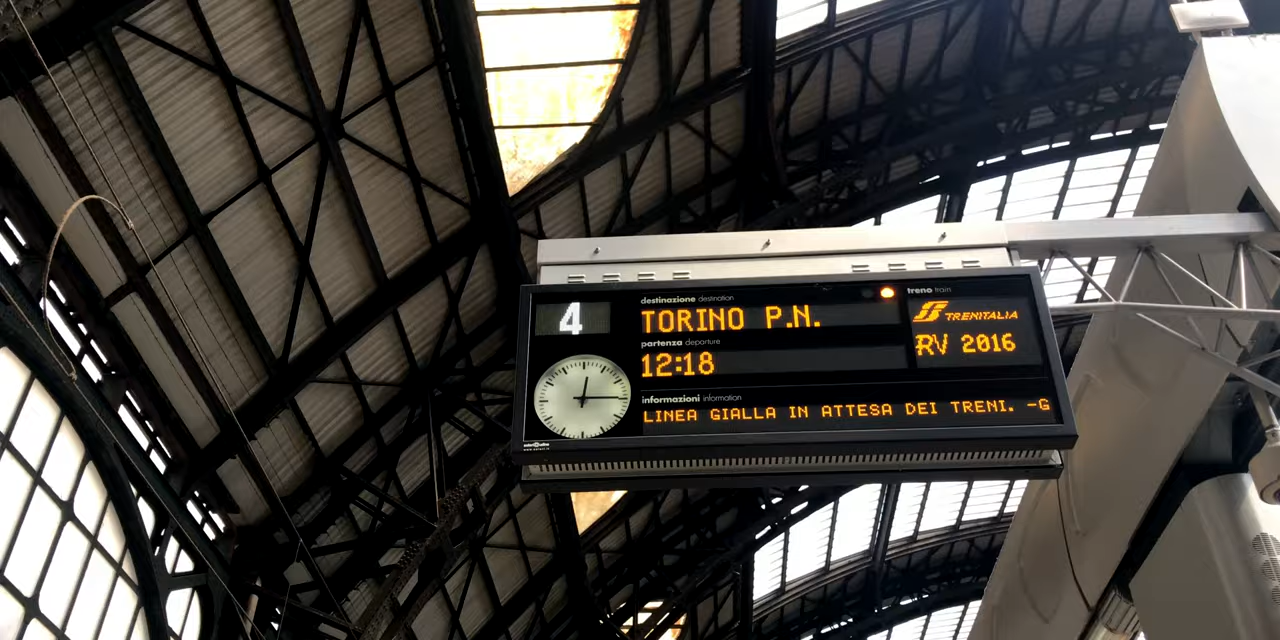 4
destinazione destination
TORINO P.N.
treno train
TRENITALIA
RV 2016
partenza departure
12:18
informazioni information
LINEA GIALLA IN ATTESA DEI TRENI. -G